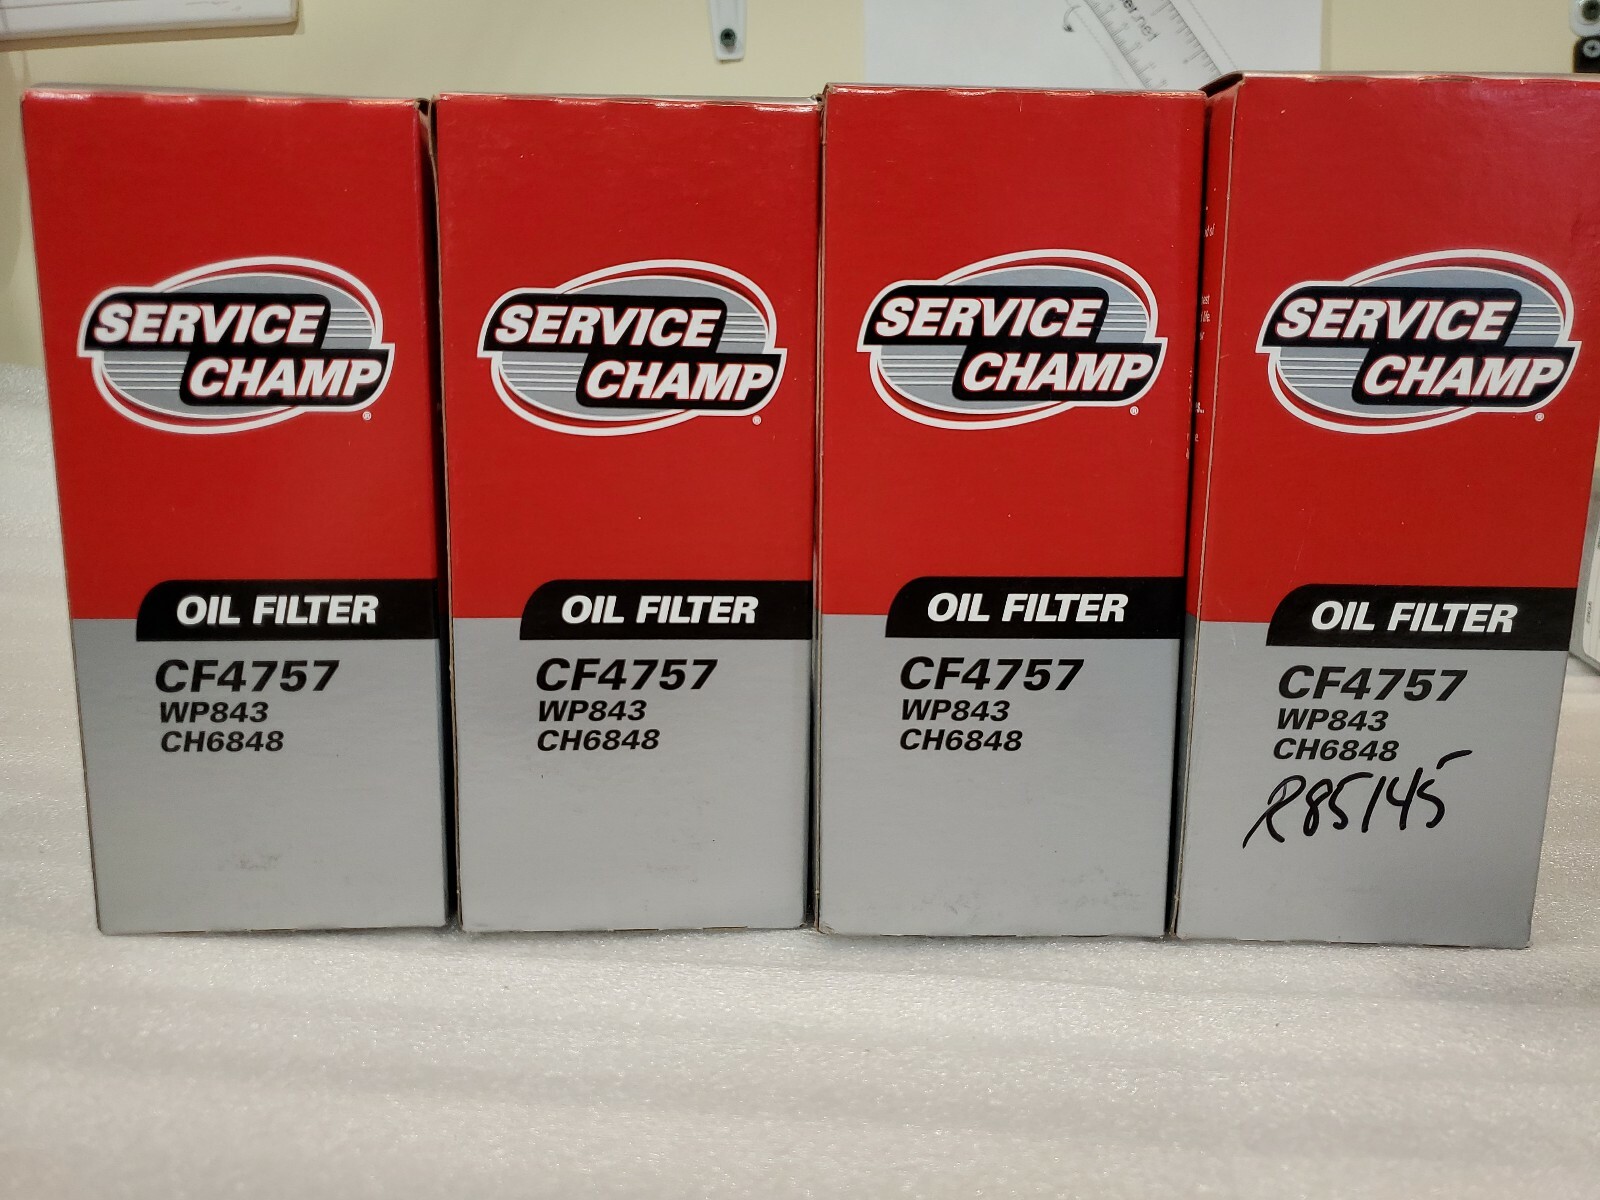 SERVICE
CHAMP
®
OIL FILTER
CF4757
WP843
CH6848
SERVICE
CHAMP
®
OIL FILTER
CF4757
WP843
CH6848
SERVICE
CHAMP
®
OIL FILTER
CF4757
WP843
CH6848
SERVICE
CHAMP
®
OIL FILTER
CF4757
WP843
CH6848
R85145